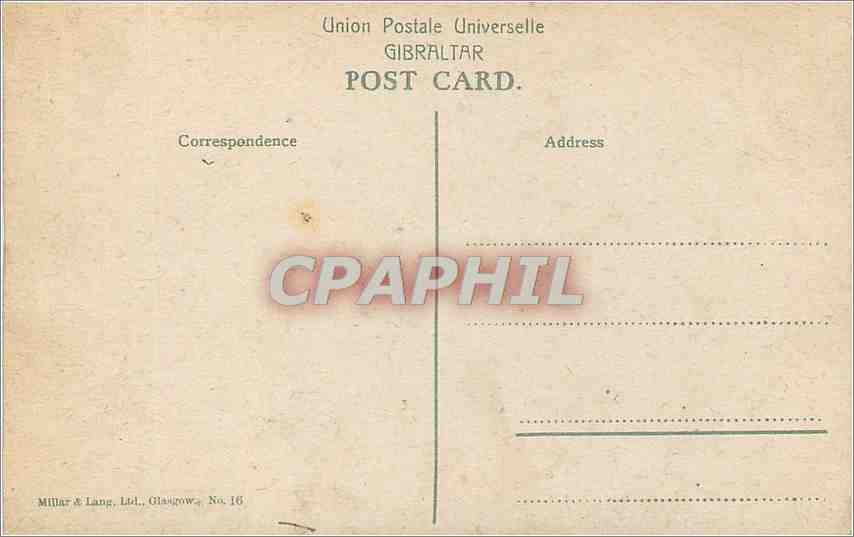 Union Postale Universelle
GIBRALTAR
POST CARD.
Correspondence
Address
CPAPHIL
Millar & Lang, Ltd., Glasgow. No. 16